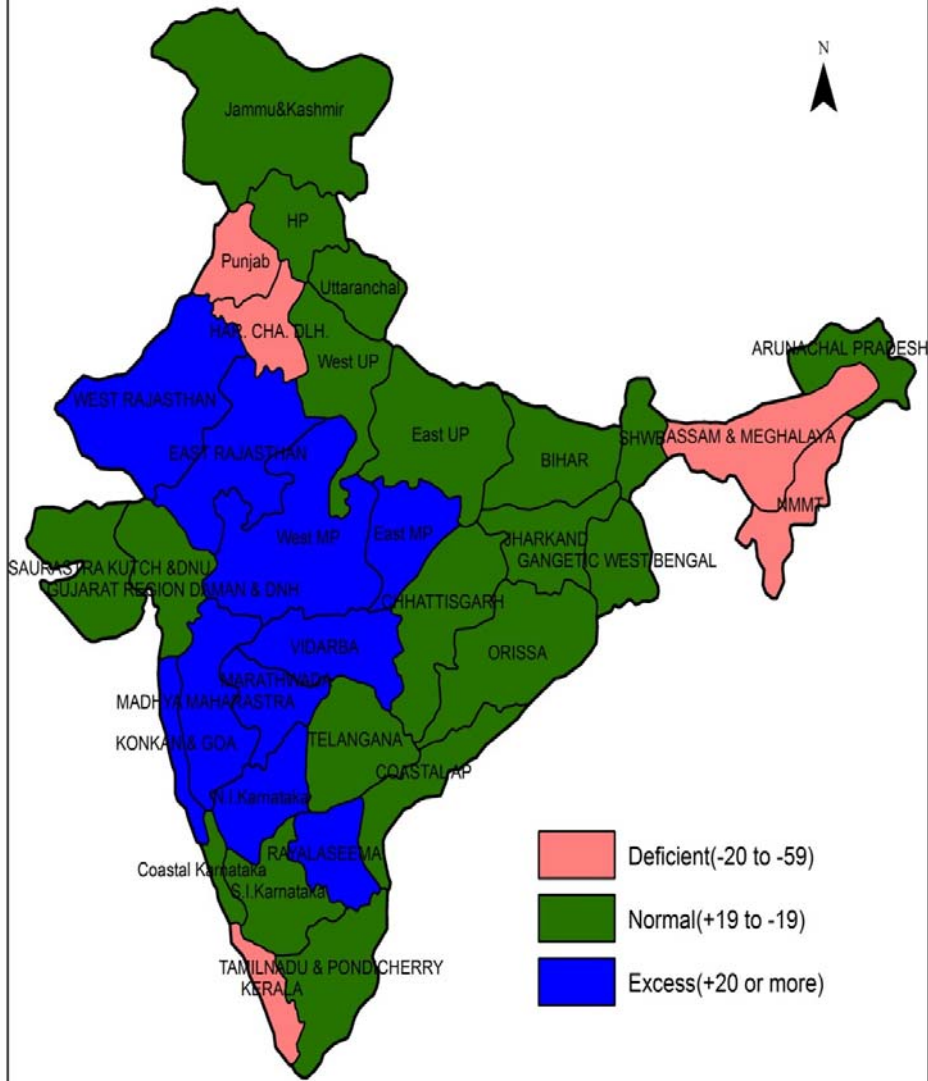 N
Jammu&Kashmir
HP
Punjab
Uttaranchal
HAR. CHA. DLH.
West UP
ARUNACHAL PRADESH
WEST RAJASTHAN
East UP
SHWB
ASSAM & MEGHALAYA
EAST RAJASTHAN
BIHAR
NMMT
West MP
East MP
JHARKAND
GANGETIC WEST BENGAL
SAURASTRA KUTCH &DNU
GUJARAT REGION DAMAN & DNH
CHHATTISGARH
VIDARBA
ORISSA
MARATHWADA
MADHYA MAHARASTRA
KONKAN & GOA
TELANGANA
COASTAL AP
N.I.Karnataka
RAYALASEEMA
Coastal Karnataka
S.I.Karnataka
TAMILNADU & PONDICHERRY
KERALA
Deficient(-20 to -59)
Normal(+19 to -19)
Excess(+20 or more)